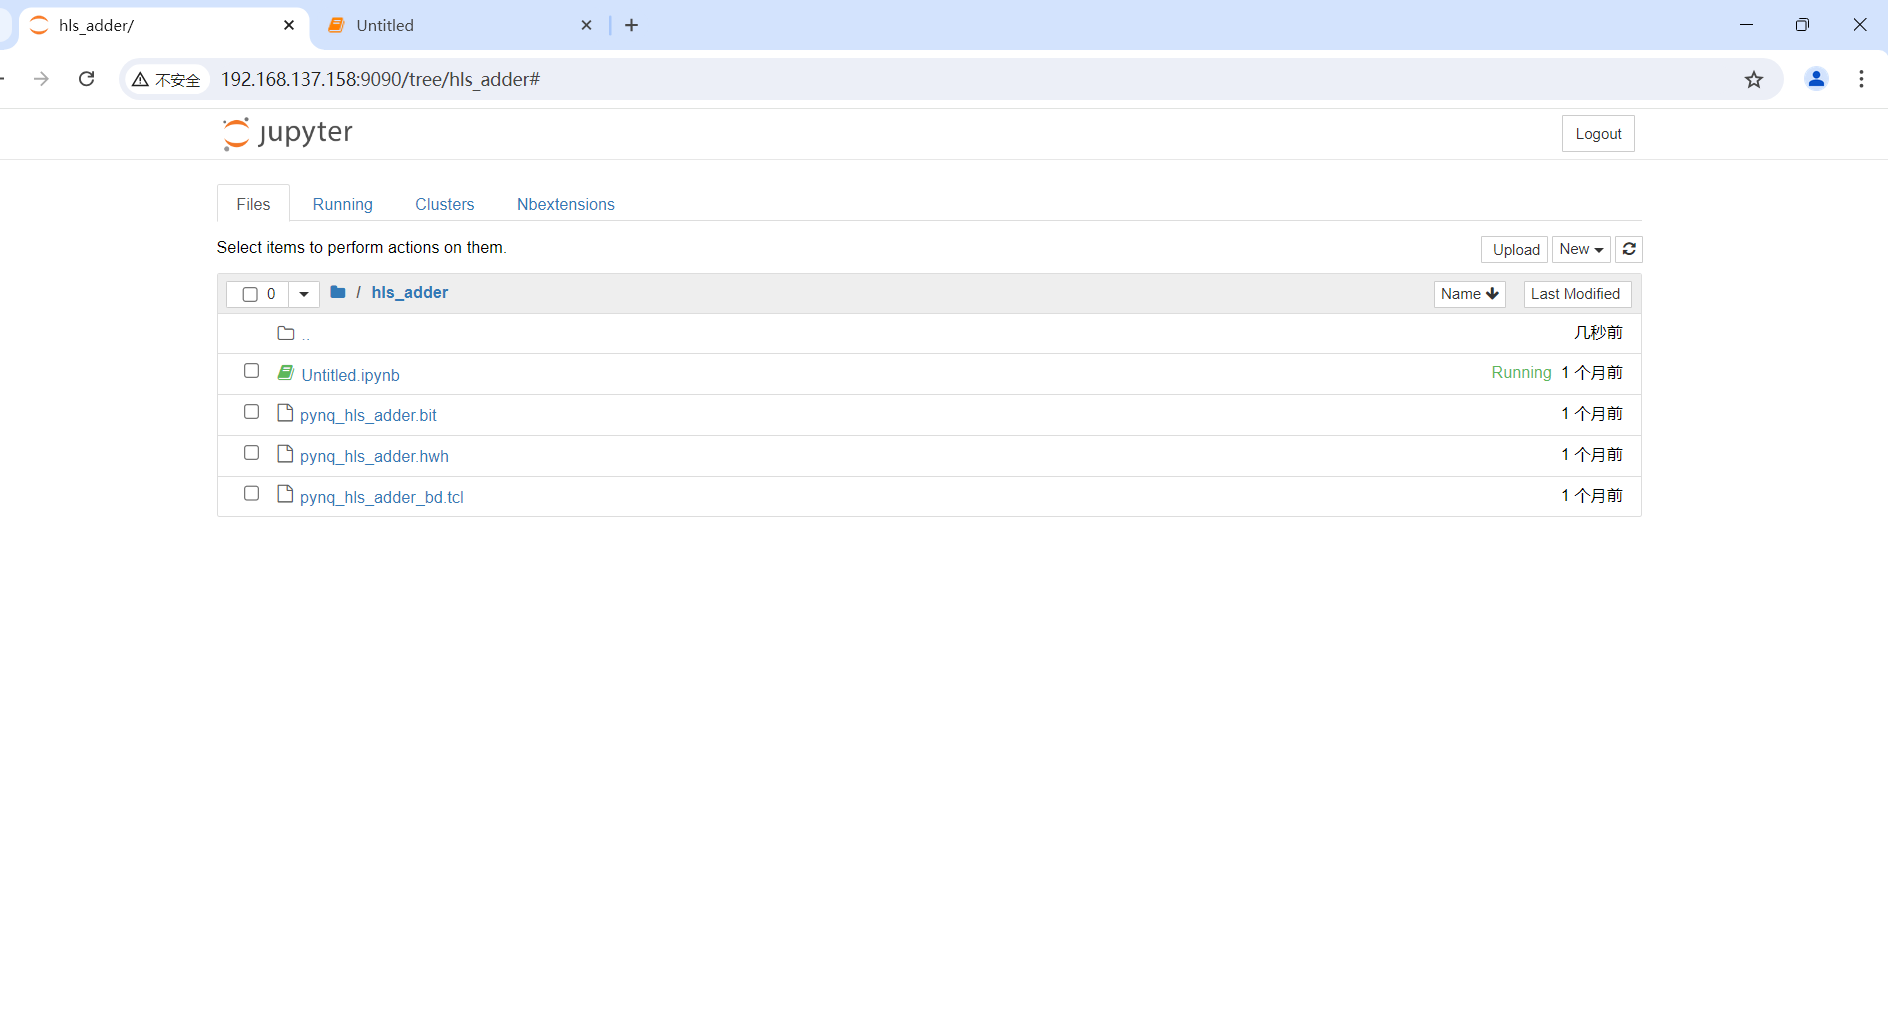 hls_adder/
Untitled
不安全 192.168.137.158:9090/tree/hls_adder#
jupyter
Logout
Files Running Clusters Nbextensions
Select items to perform actions on them.
Upload New
0 / hls_adder Name Last Modified
.. 几秒前
Untitled.ipynb Running 1 个月前
pynq_hls_adder.bit 1 个月前
pynq_hls_adder.hwh 1 个月前
pynq_hls_adder_bd.tcl 1 个月前